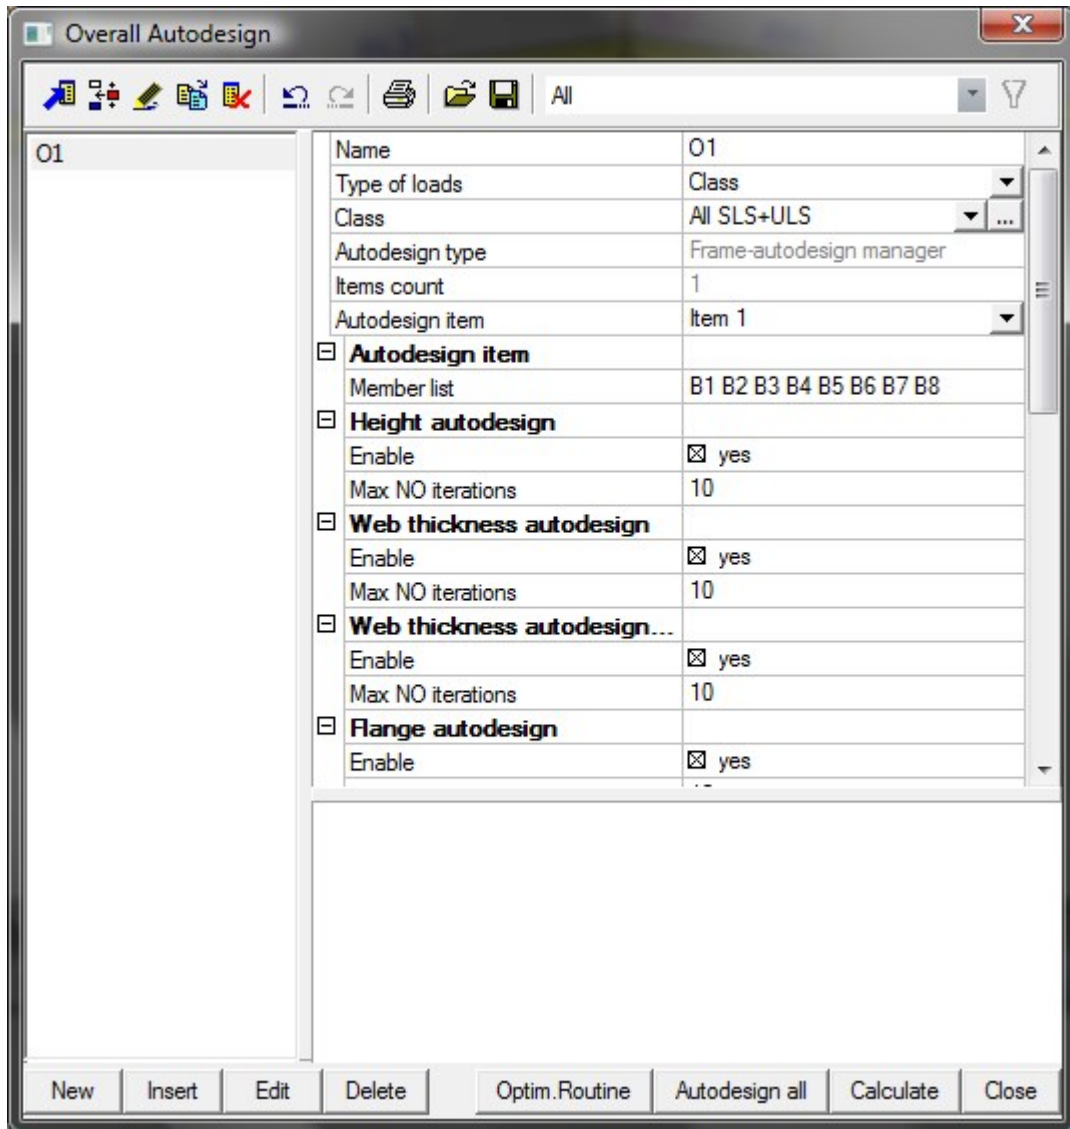 Overall Autodesign
All
O1
Name O1
Type of loads Class
Class All SLS+ULS ...
Autodesign type Frame-autodesign manager
Items count 1
Autodesign item Item 1
Autodesign item
Member list B1 B2 B3 B4 B5 B6 B7 B8
Height autodesign
Enable yes
Max NO iterations 10
Web thickness autodesign
Enable yes
Max NO iterations 10
Web thickness autodesign...
Enable yes
Max NO iterations 10
Flange autodesign
Enable yes
New Insert Edit Delete Optim.Routine Autodesign all Calculate Close